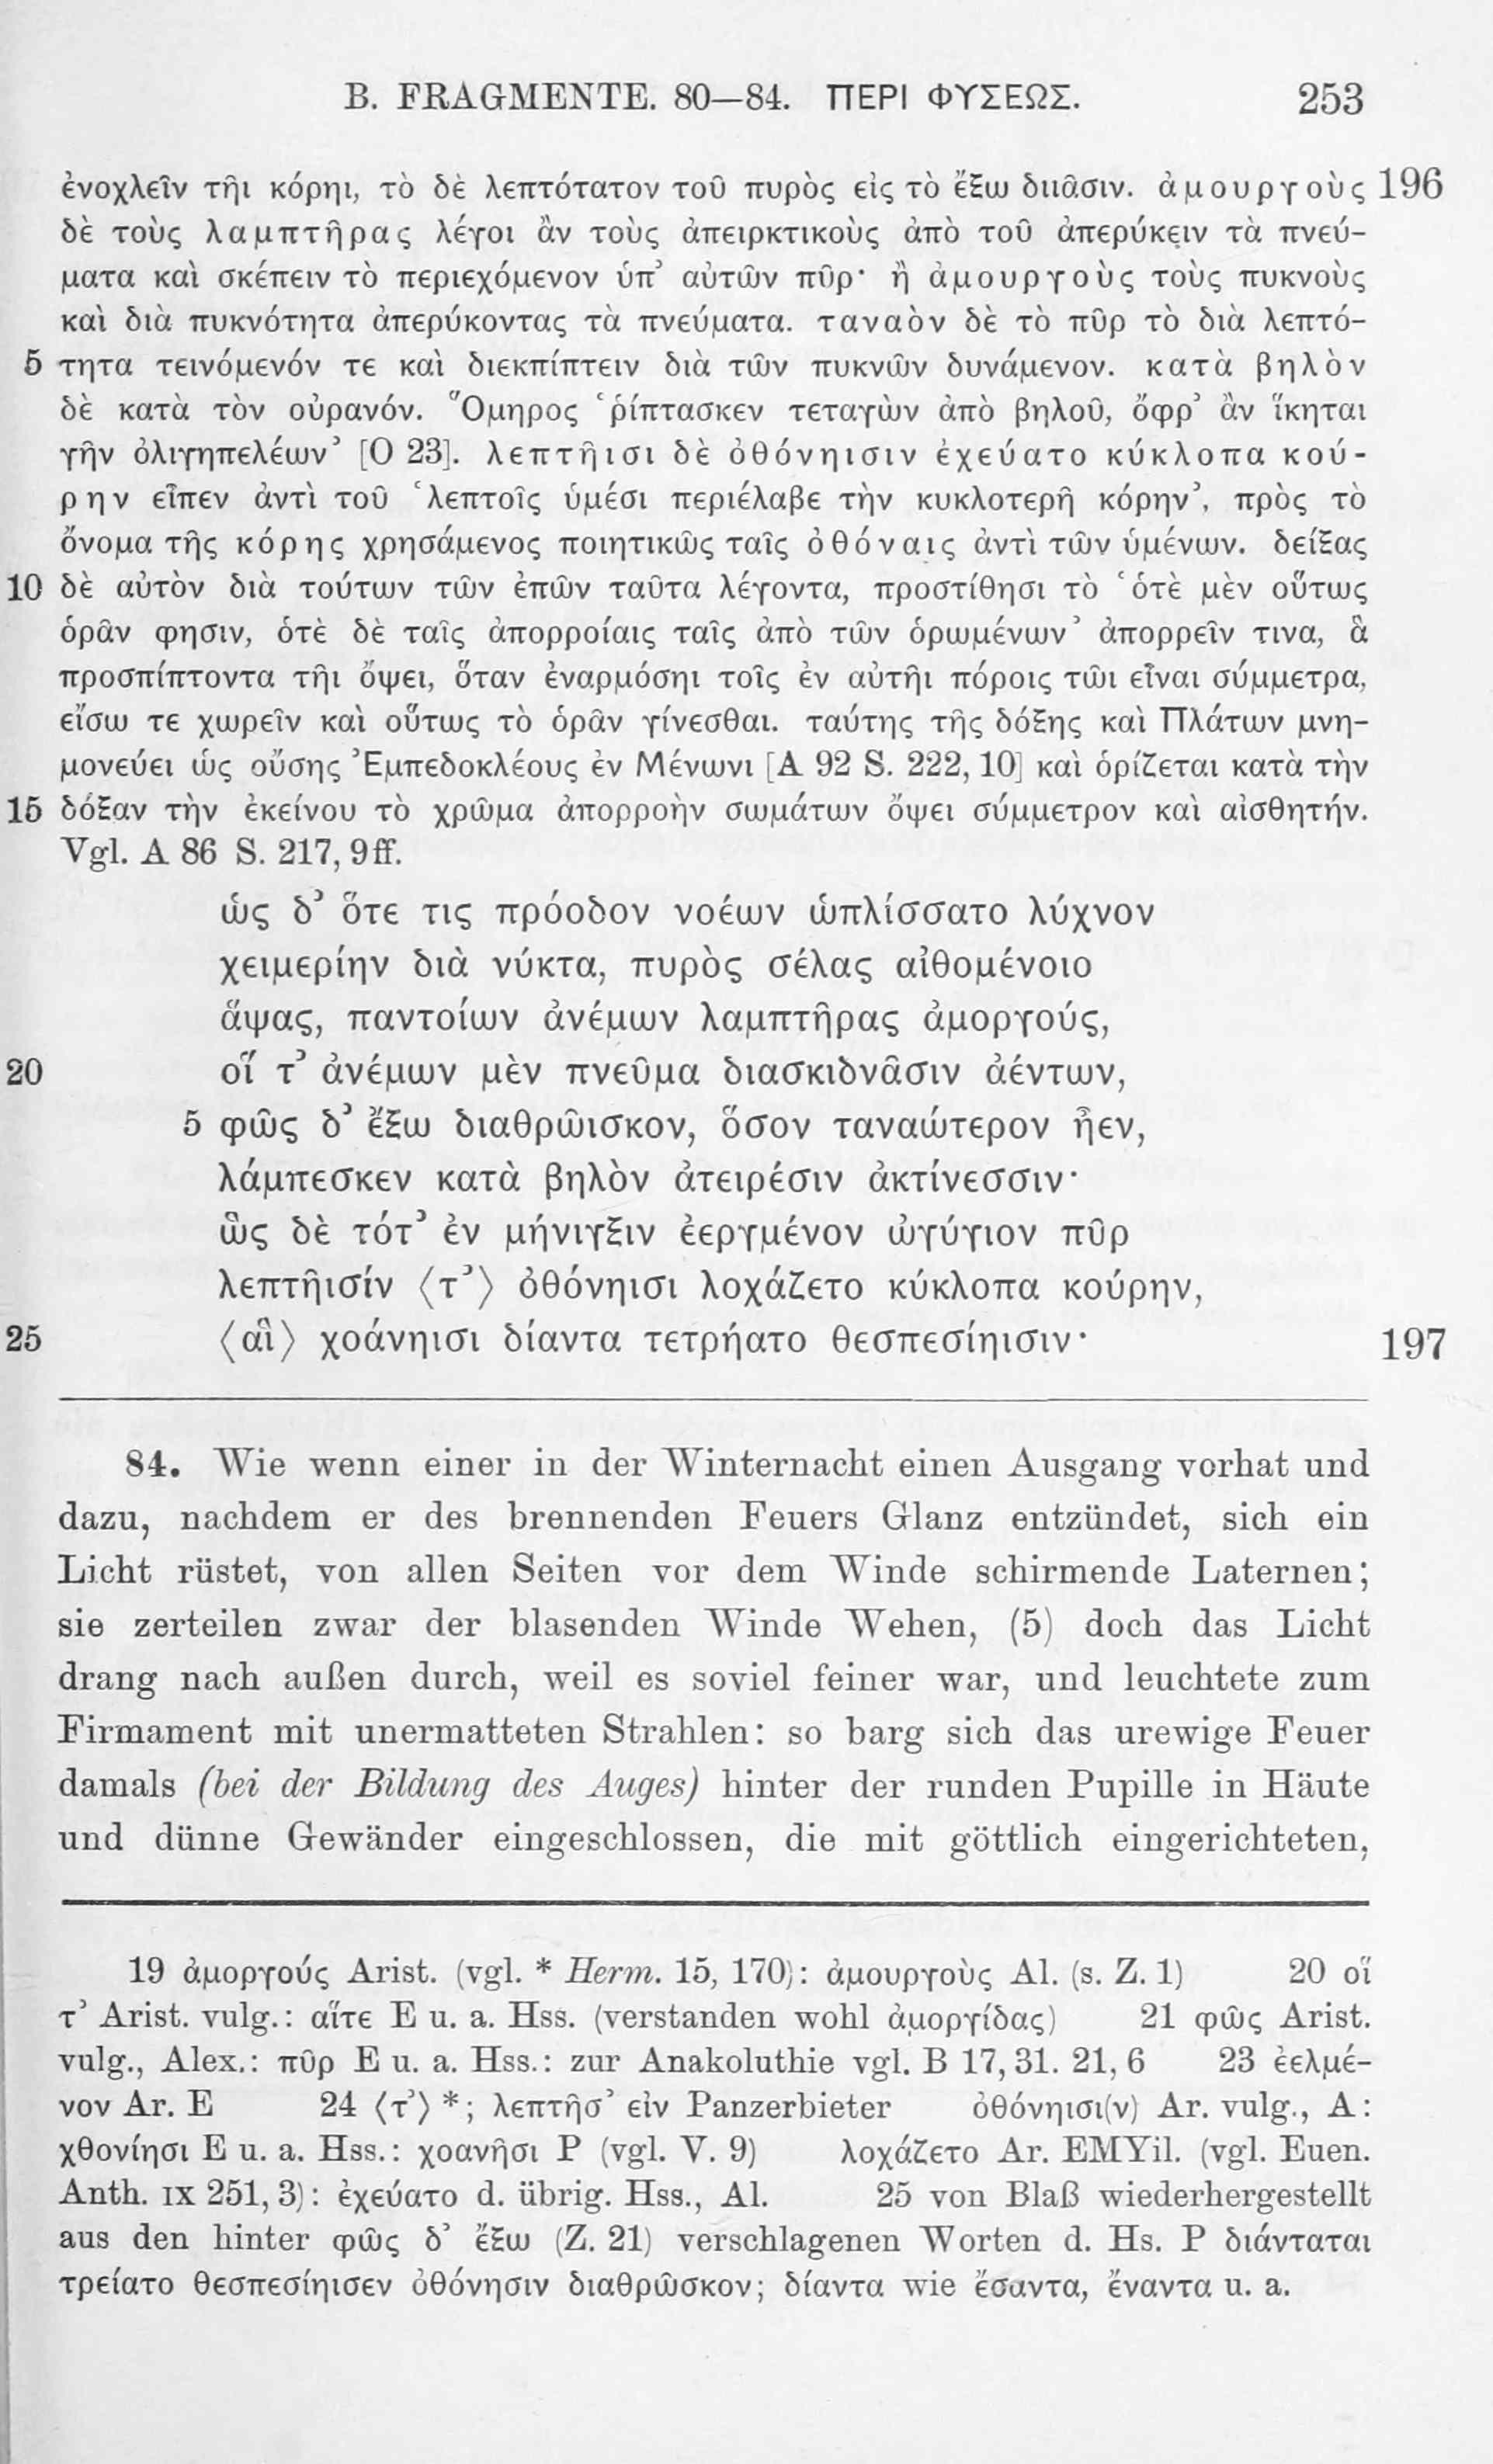 B. FRAGMENTE. 80—84. ΠΕΡΙ ΦΥΣΕΩΣ. 253
ἐνοχλεῖν τῆι κόρηι, τὸ δὲ λεπτότατον τοῦ πυρὸς εἰς τὸ ἔξω διιᾶσιν. ἀμουργοὺς 196
δὲ τοὺς λαμπτῆρας λέγοι ἂν τοὺς ἀπειρκτικοὺς ἀπὸ τοῦ ἀπερύκειν τὰ πνεύ-
ματα καὶ σκέπειν τὸ περιεχόμενον ὑπ' αὐτῶν πῦρ· ἢ ἀμουργοὺς τοὺς πυκνοὺς
καὶ διὰ πυκνότητα ἀπερύκοντας τὰ πνεύματα. ταναὸν δὲ τὸ πῦρ τὸ διὰ λεπτό-
5 τητα τεινόμενόν τε καὶ διεκπίπτειν διὰ τῶν πυκνῶν δυνάμενον. κατὰ βηλὸν
δὲ κατὰ τὸν οὐρανόν. Ὅμηρος ‘ῥίπτασκεν τεταγὼν ἀπὸ βηλοῦ, ὄφρ' ἂν ἵκηται
γῆν ὀλιγηπελέων’ [Ο 23]. λεπτῆισι δὲ ὀθόνηισιν ἐχεύατο κύκλοπα κού-
ρην εἶπεν ἀντὶ τοῦ ‘λεπτοῖς ὑμέσι περιέλαβε τὴν κυκλοτερῆ κόρην’, πρὸς τὸ
ὄνομα τῆς κόρης χρησάμενος ποιητικῶς ταῖς ὀθόναις ἀντὶ τῶν ὑμένων. δείξας
10 δὲ αὐτὸν διὰ τούτων τῶν ἐπῶν ταῦτα λέγοντα, προστίθησι τὸ ‘ὁτὲ μὲν οὕτως
ὁρᾶν φησιν, ὁτὲ δὲ ταῖς ἀπορροίαις ταῖς ἀπὸ τῶν ὁρωμένων’ ἀπορρεῖν τινα, ἃ
προσπίπτοντα τῆι ὄψει, ὅταν ἐναρμόσηι τοῖς ἐν αὐτῆι πόροις τῶι εἶναι σύμμετρα,
εἴσω τε χωρεῖν καὶ οὕτως τὸ ὁρᾶν γίνεσθαι. ταύτης τῆς δόξης καὶ Πλάτων μνη-
μονεύει ὡς οὔσης Ἐμπεδοκλέους ἐν Μένωνι [A 92 S. 222, 10] καὶ ὁρίζεται κατὰ τὴν
15 δόξαν τὴν ἐκείνου τὸ χρῶμα ἀπορροὴν σωμάτων ὄψει σύμμετρον καὶ αἰσθητήν.
Vgl. A 86 S. 217, 9ff.
ὡς δ' ὅτε τις πρόοδον νοέων ὡπλίσσατο λύχνον
χειμερίην διὰ νύκτα, πυρὸς σέλας αἰθομένοιο
ἅψας, παντοίων ἀνέμων λαμπτῆρας ἀμοργούς,
20 οἵ τ' ἀνέμων μὲν πνεῦμα διασκιδνᾶσιν ἀέντων,
5 φῶς δ' ἔξω διαθρῶισκον, ὅσον ταναώτερον ἦεν,
λάμπεσκεν κατὰ βηλὸν ἀτειρέσιν ἀκτίνεσσιν·
ὣς δὲ τότ' ἐν μήνιγξιν ἐεργμένον ὠγύγιον πῦρ
λεπτῆισίν ⟨τ'⟩ ὀθόνηισι λοχάζετο κύκλοπα κούρην,
25 ⟨αἳ⟩ χοάνηισι δίαντα τετρήατο θεσπεσίηισιν· 197
84. Wie wenn einer in der Winternacht einen Ausgang vorhat und
dazu, nachdem er des brennenden Feuers Glanz entzündet, sich ein
Licht rüstet, von allen Seiten vor dem Winde schirmende Laternen;
sie zerteilen zwar der blasenden Winde Wehen, (5) doch das Licht
drang nach außen durch, weil es soviel feiner war, und leuchtete zum
Firmament mit unermatteten Strahlen: so barg sich das urewige Feuer
damals (bei der Bildung des Auges) hinter der runden Pupille in Häute
und dünne Gewänder eingeschlossen, die mit göttlich eingerichteten,
19 ἀμοργούς Arist. (vgl. * Herm. 15, 170): ἀμουργοὺς Al. (s. Z. 1) 20 οἵ
τ' Arist. vulg.: αἵτε E u. a. Hss. (verstanden wohl ἀμοργίδας) 21 φῶς Arist.
vulg., Alex.: πῦρ E u. a. Hss.: zur Anakoluthie vgl. B 17, 31. 21, 6 23 ἐελμέ-
νον Ar. E 24 ⟨τ'⟩ *; λεπτῆσ' εἰν Panzerbieter ὀθόνηισι(ν) Ar. vulg., A:
χθονίησι E u. a. Hss.: χοανῆσι P (vgl. V. 9) λοχάζετο Ar. EMYil. (vgl. Euen.
Anth. IX 251, 3): ἐχεύατο d. übrig. Hss., Al. 25 von Blaß wiederhergestellt
aus den hinter φῶς δ' ἔξω (Z. 21) verschlagenen Worten d. Hs. P διάνταται
τρείατο θεσπεσίηισεν ὀθόνησιν διαθρῶσκον; δίαντα wie ἔσαντα, ἔναντα u. a.